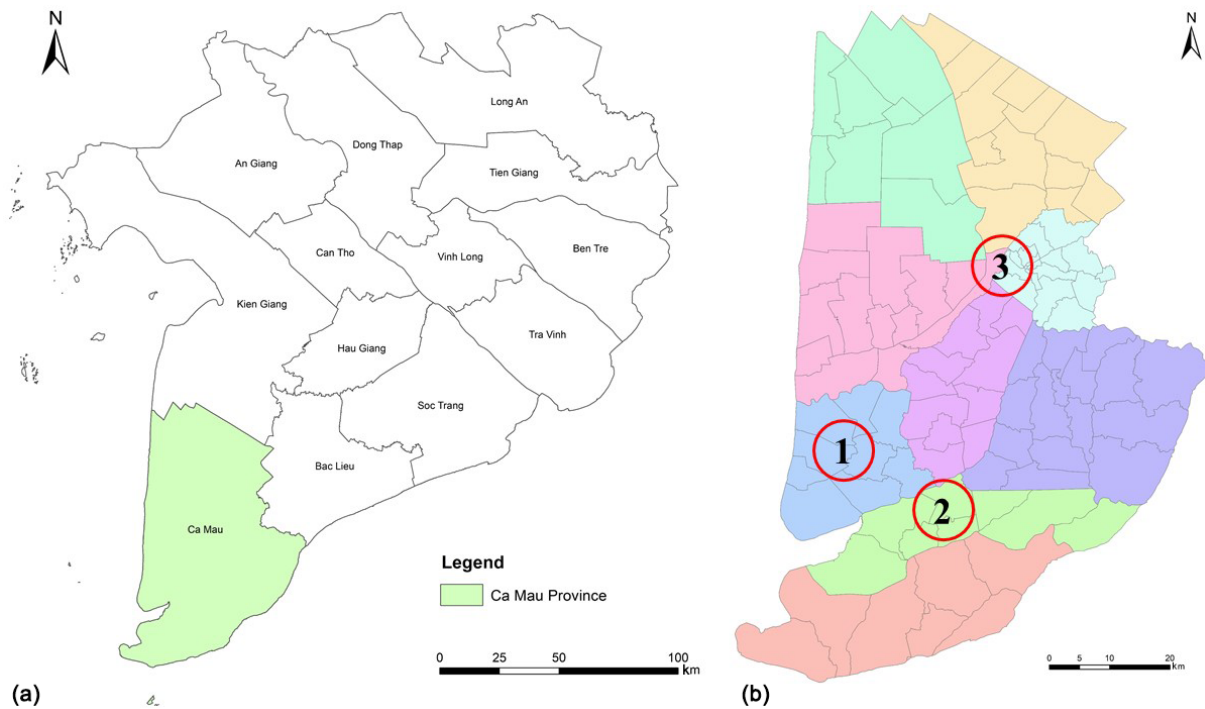 N
Long An
Dong Thap
An Giang
Tien Giang
Can Tho
Vinh Long
Ben Tre
Kien Giang
Tra Vinh
Hau Giang
Soc Trang
Bac Lieu
Ca Mau
Legend
Ca Mau Province
0 25 50 100
km
(a)
N
3
1
2
0 5 10 20
km
(b)